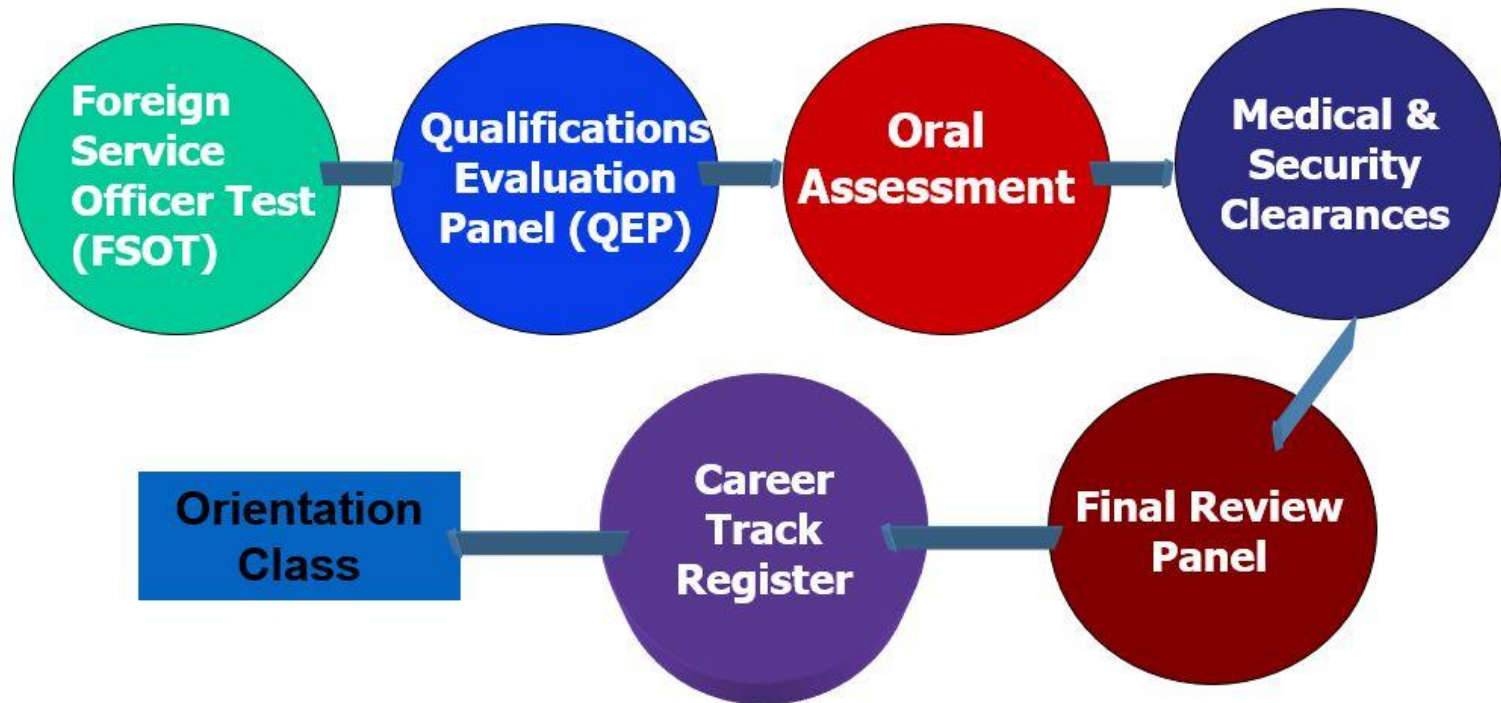 Foreign
Service
Officer Test
(FSOT)
Qualifications
Evaluation
Panel (QEP)
Oral
Assessment
Medical &
Security
Clearances
Final Review
Panel
Career
Track
Register
Orientation
Class